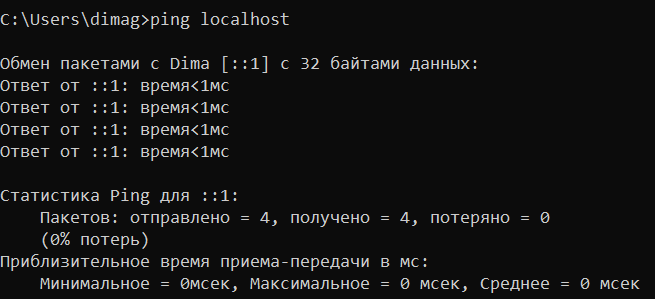 C:\Users\dimag>ping localhost
Обмен пакетами с Dima [::1] с 32 байтами данных:
Ответ от ::1: время<1мс
Ответ от ::1: время<1мс
Ответ от ::1: время<1мс
Ответ от ::1: время<1мс
Статистика Ping для ::1:
Пакетов: отправлено = 4, получено = 4, потеряно = 0
(0% потерь)
Приблизительное время приема-передачи в мс:
Минимальное = 0мсек, Максимальное = 0 мсек, Среднее = 0 мсек